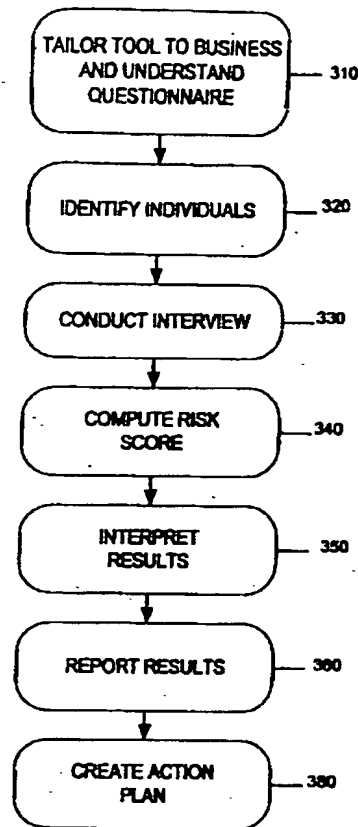 TAILOR TOOL TO BUSINESS
AND UNDERSTAND
QUESTIONNAIRE
310
IDENTIFY INDIVIDUALS
320
CONDUCT INTERVIEW
330
COMPUTE RISK
SCORE
340
INTERPRET
RESULTS
350
REPORT RESULTS
360
CREATE ACTION
PLAN
380